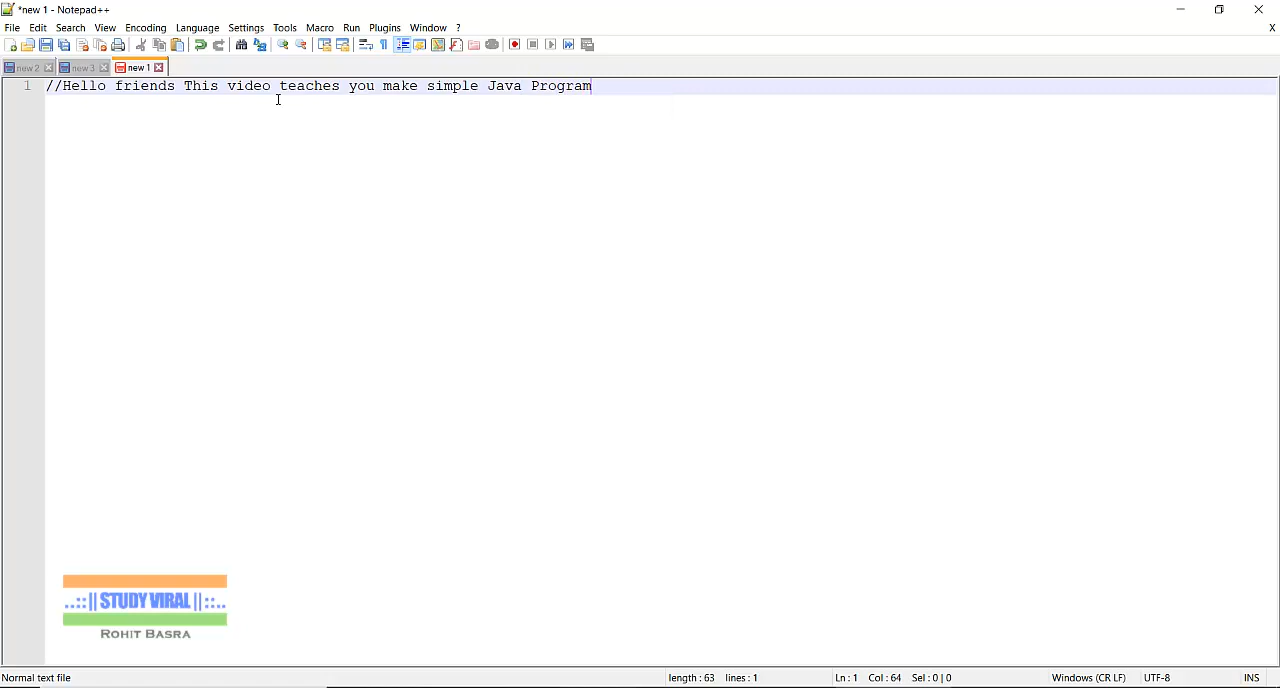 *new 1 - Notepad++
File Edit Search View Encoding Language Settings Tools Macro Run Plugins Window ? X
new 2 new 3 new 1
1 //Hello friends This video teaches you make simple Java Program
..::|| STUDY VIRAL ||::..
ROHIT BASRA
Normal text file length : 63 lines : 1 Ln : 1 Col : 64 Sel : 0 | 0 Windows (CR LF) UTF-8 INS